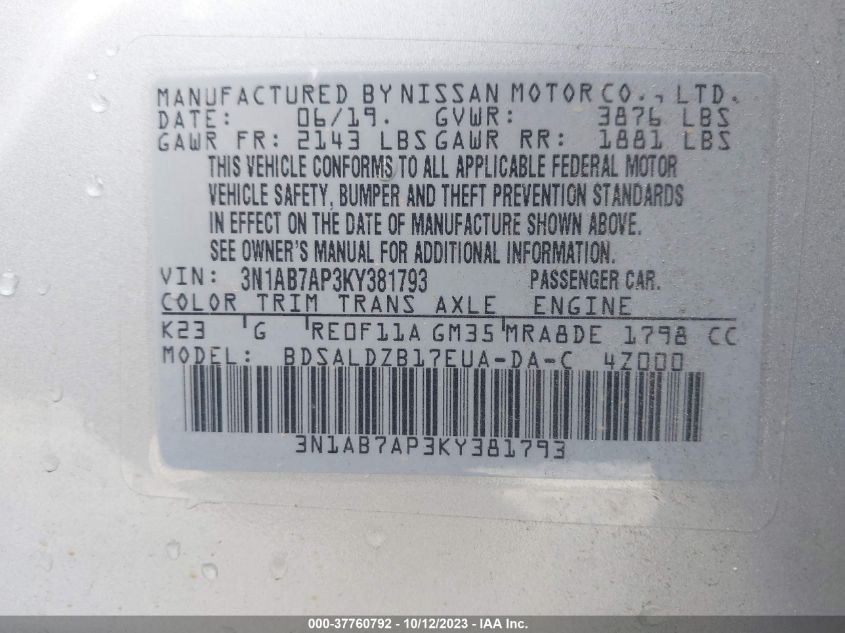 MANUFACTURED BY NISSAN MOTOR CO., LTD.
DATE: 06/19. GVWR: 3876 LBS
GAWR FR: 2143 LBS GAWR RR: 1881 LBS
THIS VEHICLE CONFORMS TO ALL APPLICABLE FEDERAL MOTOR
VEHICLE SAFETY, BUMPER AND THEFT PREVENTION STANDARDS
IN EFFECT ON THE DATE OF MANUFACTURE SHOWN ABOVE.
SEE OWNER'S MANUAL FOR ADDITIONAL INFORMATION.
VIN: 3N1AB7AP3KY381793 PASSENGER CAR.
COLOR TRIM TRANS AXLE ENGINE
K23 G RE0F11A GM35 MRA8DE 1798 CC
MODEL: BDSALDZB17EUA-DA-C 4Z000
3N1AB7AP3KY381793
000-37760792 - 10/12/2023 - IAA Inc.